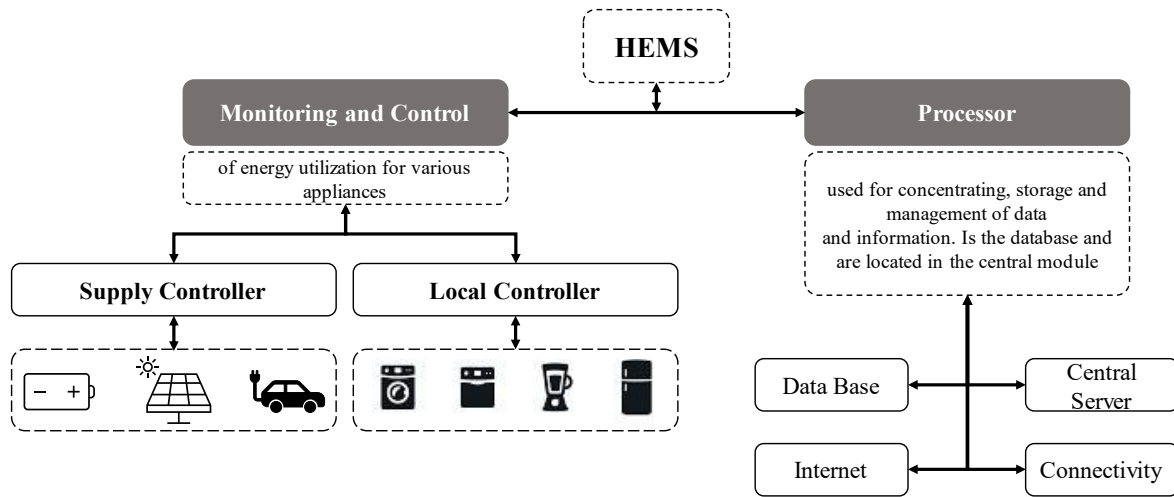 HEMS
Monitoring and Control
of energy utilization for various
appliances
Supply Controller
Local Controller
Processor
used for concentrating, storage and
management of data
and information. Is the database and
are located in the central module
Data Base
Central
Server
Internet
Connectivity